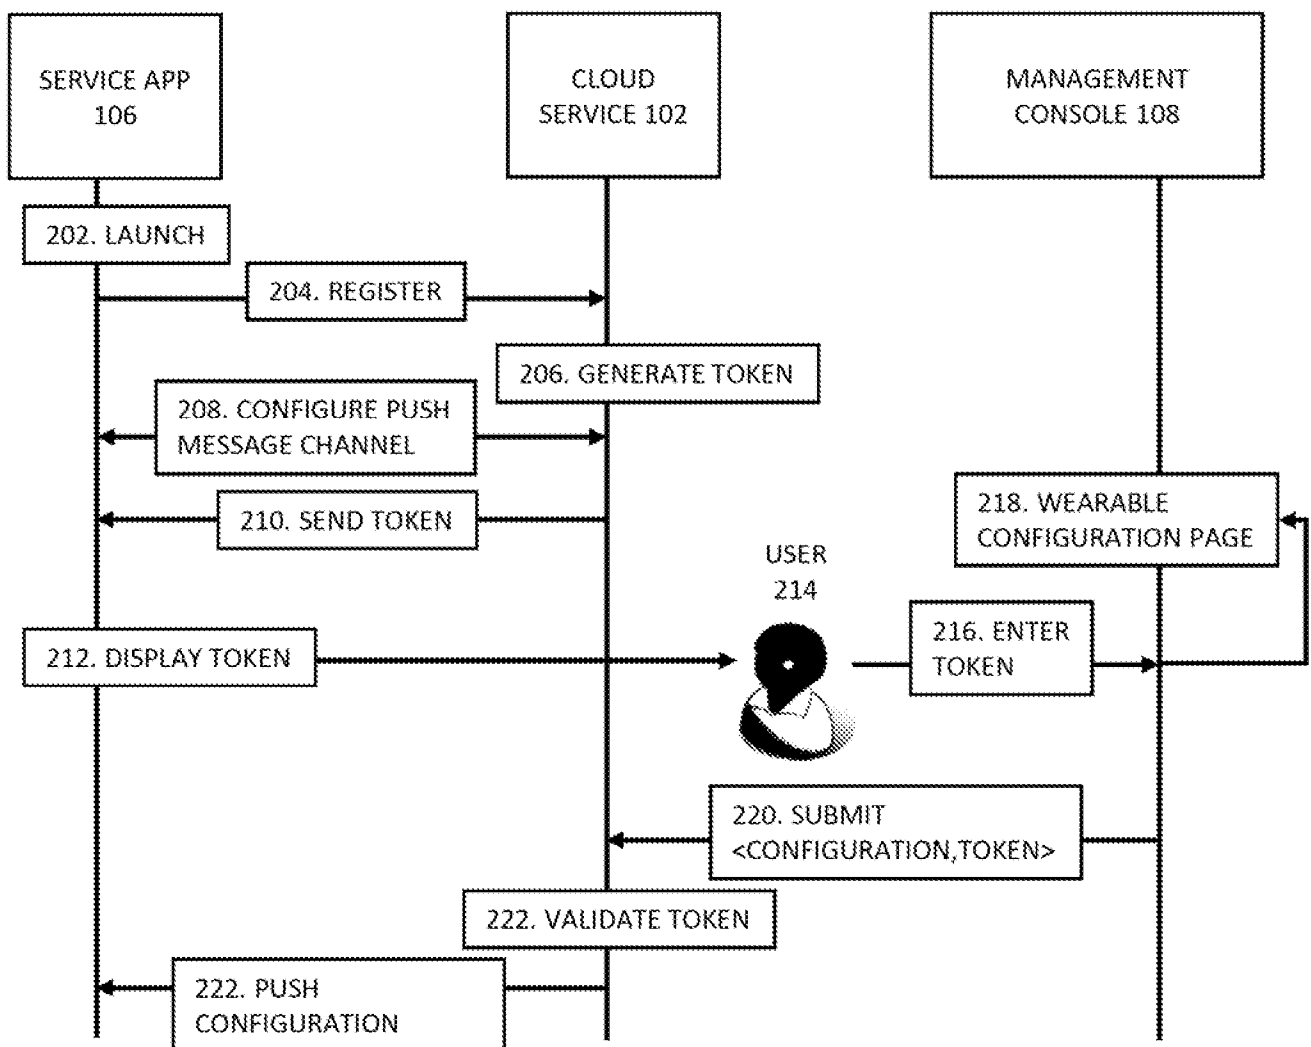 SERVICE APP
106
CLOUD
SERVICE 102
MANAGEMENT
CONSOLE 108
202. LAUNCH
204. REGISTER
206. GENERATE TOKEN
208. CONFIGURE PUSH
MESSAGE CHANNEL
210. SEND TOKEN
218. WEARABLE
CONFIGURATION PAGE
USER
214
212. DISPLAY TOKEN
216. ENTER
TOKEN
220. SUBMIT
<CONFIGURATION,TOKEN>
222. VALIDATE TOKEN
222. PUSH
CONFIGURATION